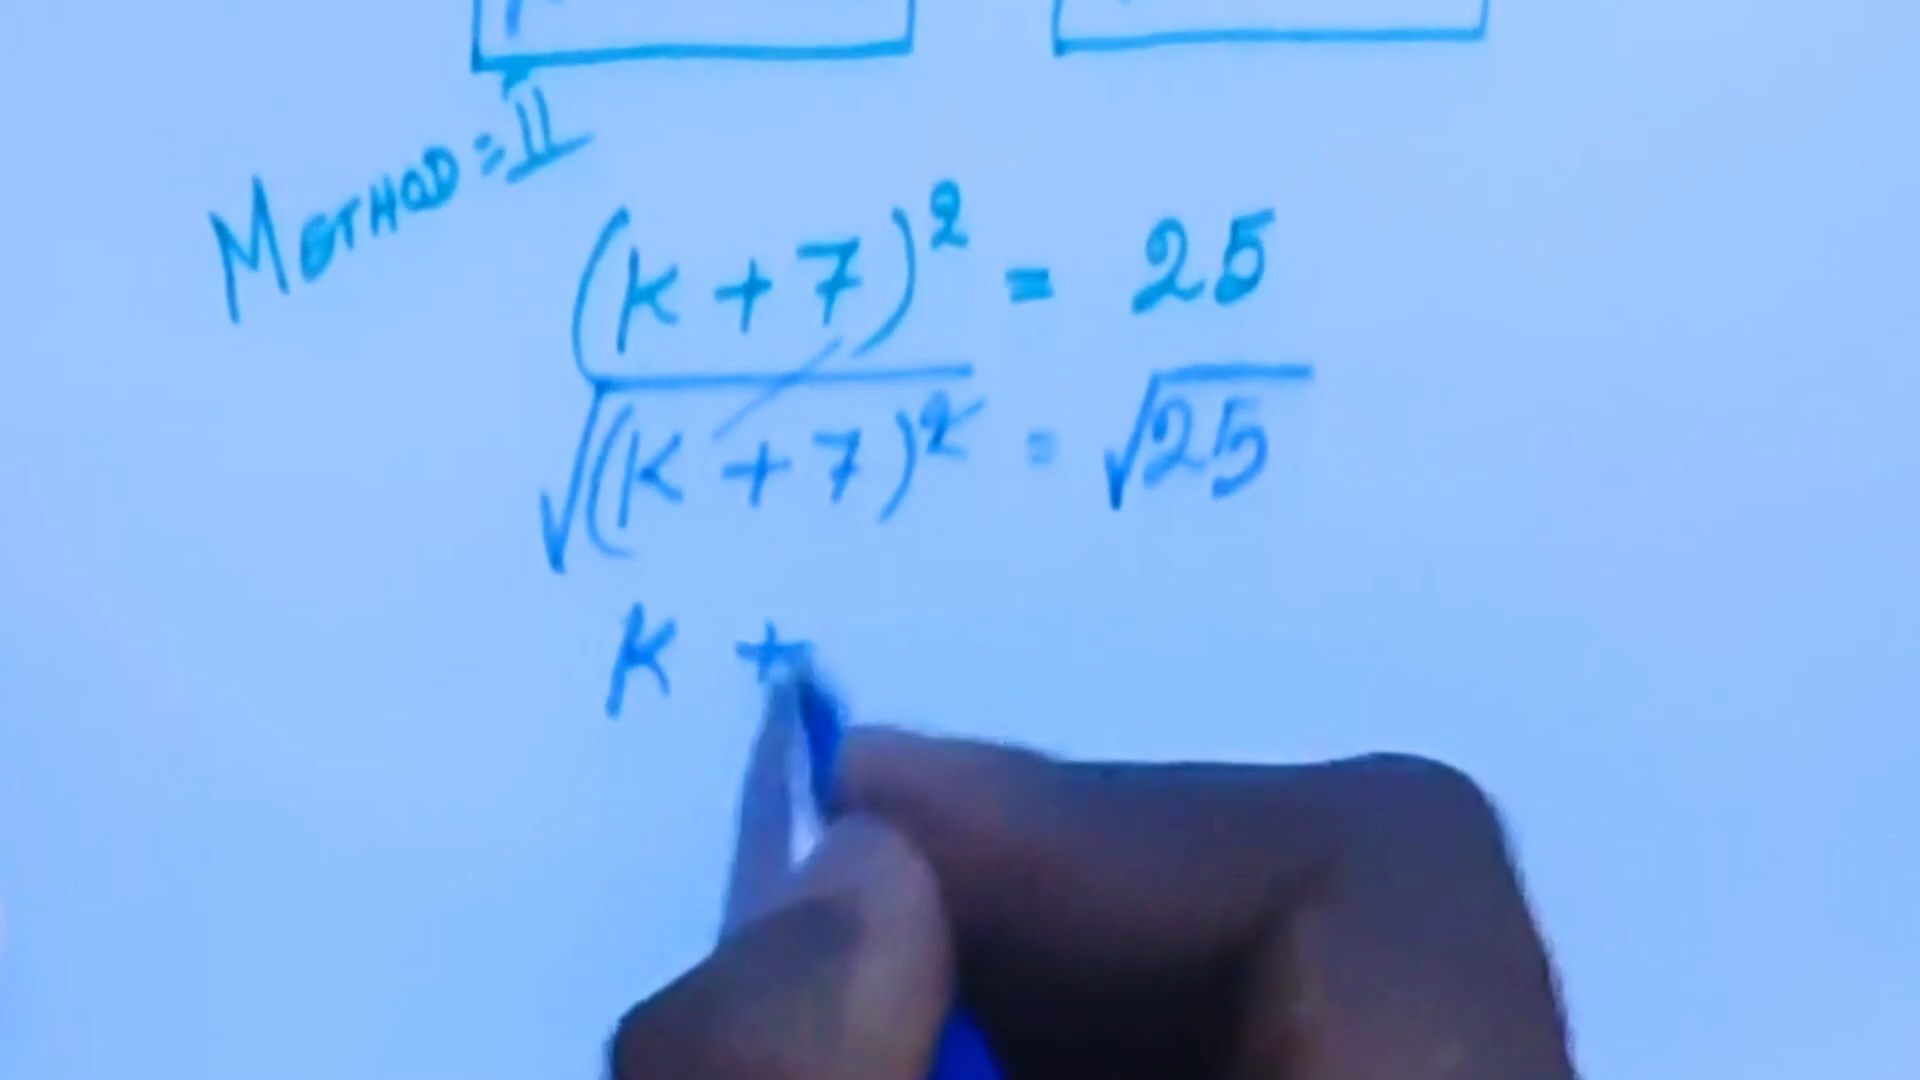 METHOD = II
(K + 7)² = 25
√(K + 7)² = √25
K +